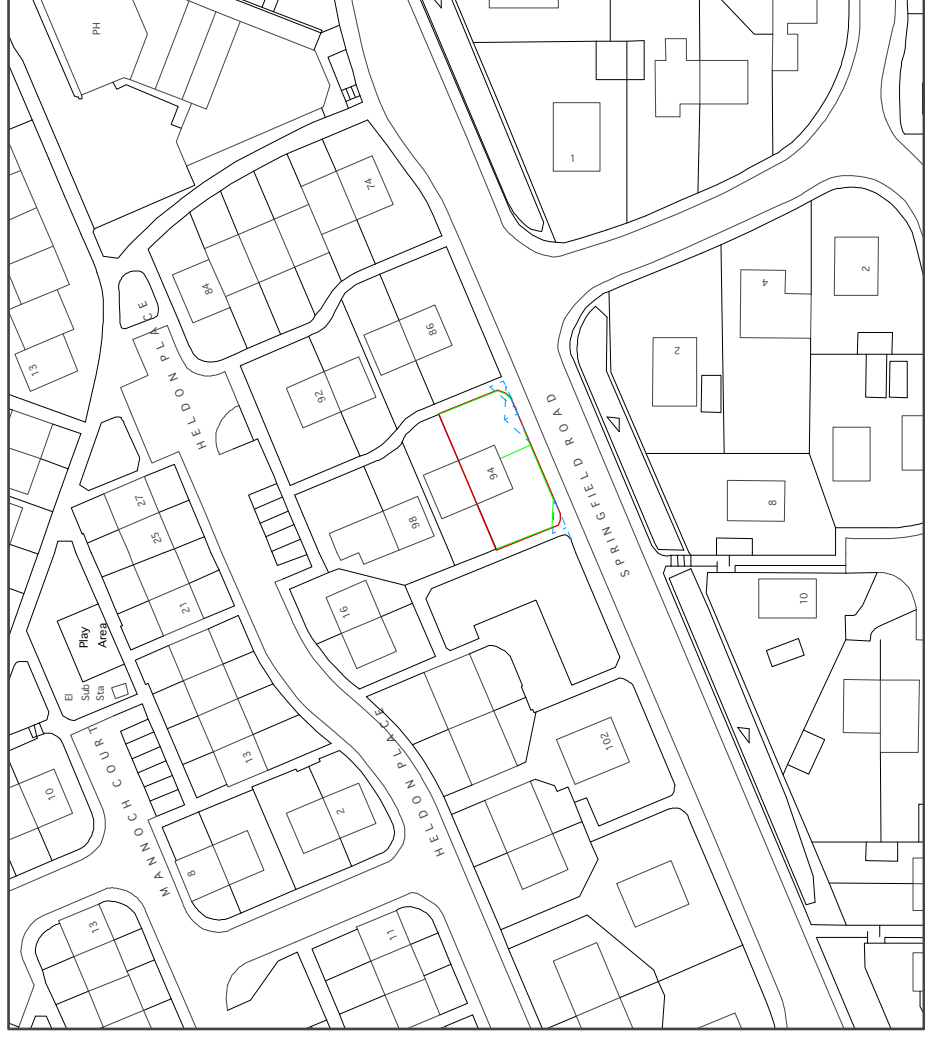 PH
1
74
84
HELDON PLACE
13
86
92
2
4
2
94
SPRINGFIELD ROAD
98
27
25
21
8
16
10
Play
Area
El
Sub
Sta
13
102
MANNOCH COURT
10
2
HELDON PLACE
8
13
11